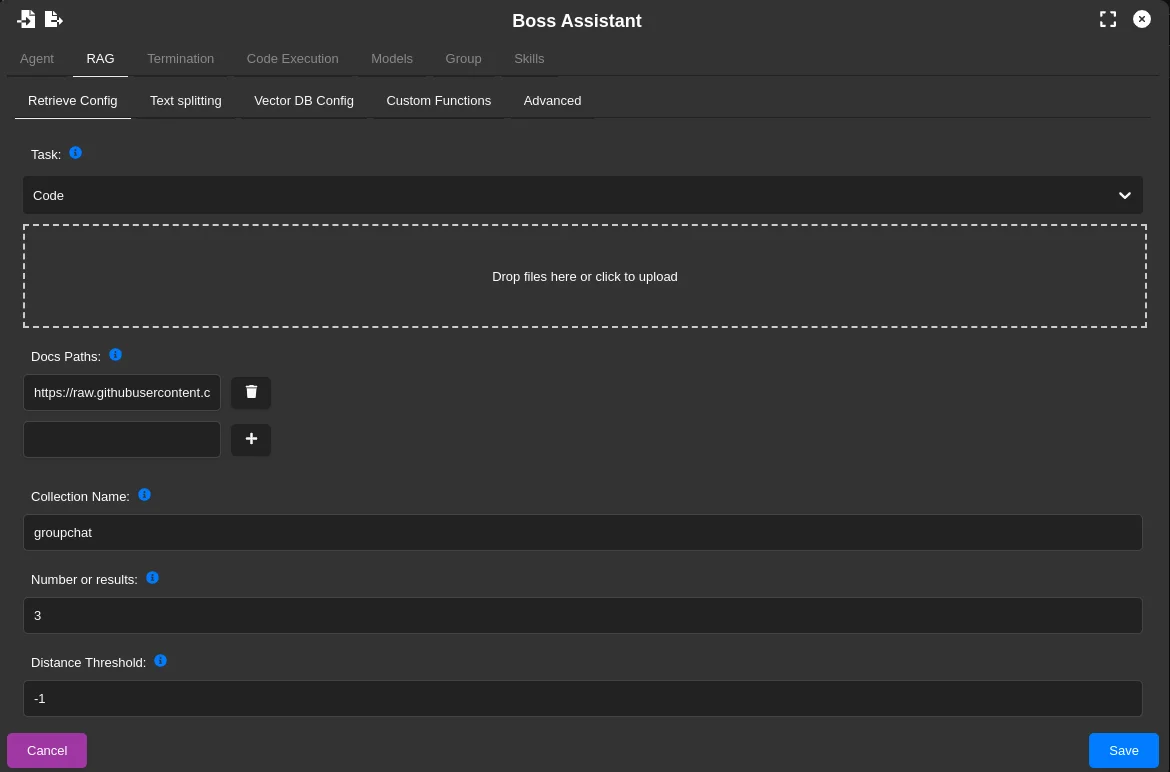 Boss Assistant
Agent RAG Termination Code Execution Models Group Skills
Retrieve Config Text splitting Vector DB Config Custom Functions Advanced
Task:
Code
Drop files here or click to upload
Docs Paths:
https://raw.githubusercontent.c
Collection Name:
groupchat
Number or results:
3
Distance Threshold:
-1
Cancel Save